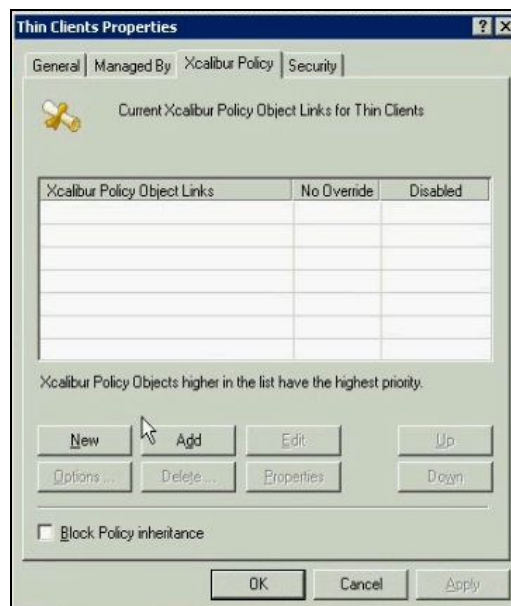 Thin Clients Properties
General Managed By Xcalibur Policy Security
Current Xcalibur Policy Object Links for Thin Clients
Xcalibur Policy Object Links No Override Disabled
Xcalibur Policy Objects higher in the list have the highest priority.
New Add Edit Up
Options ... Delete ... Properties Down
Block Policy inheritance
OK Cancel Apply